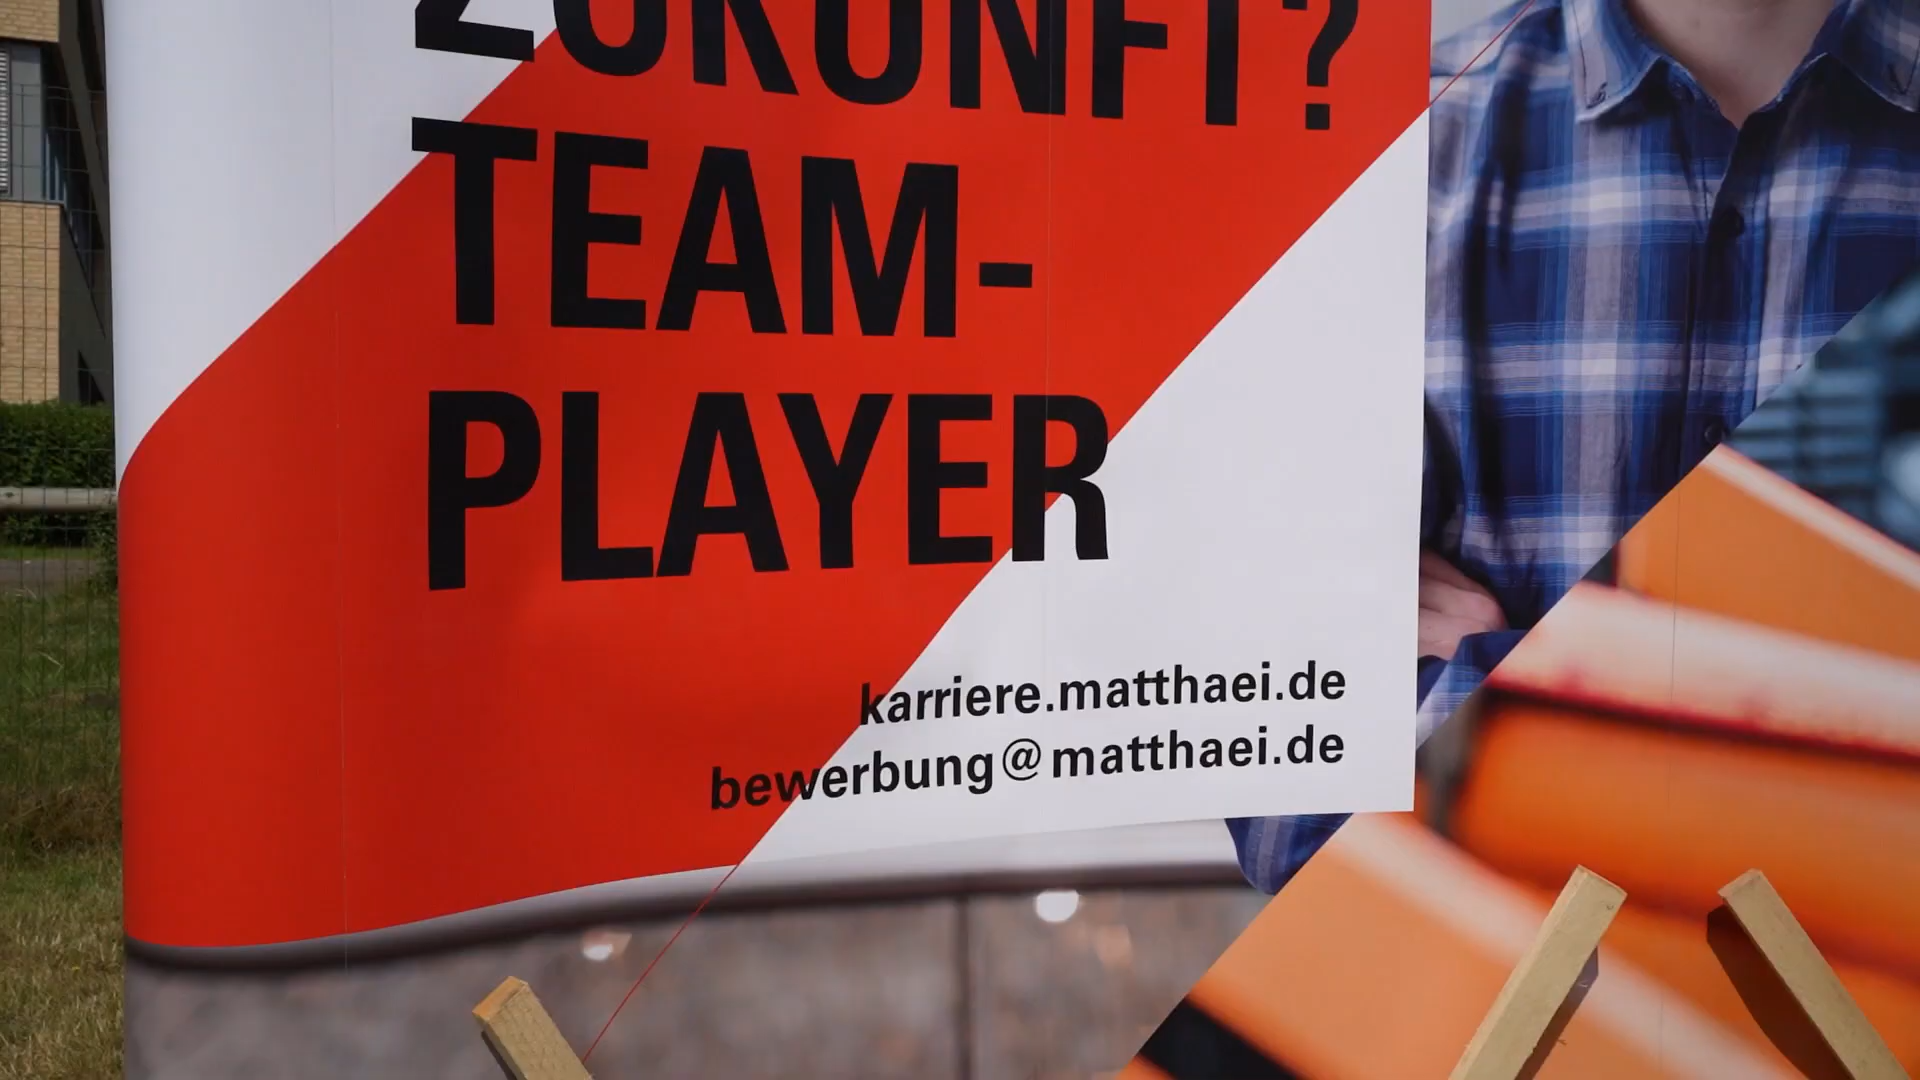 ZUKUNFT?
TEAM-
PLAYER
karriere.matthaei.de
bewerbung@matthaei.de